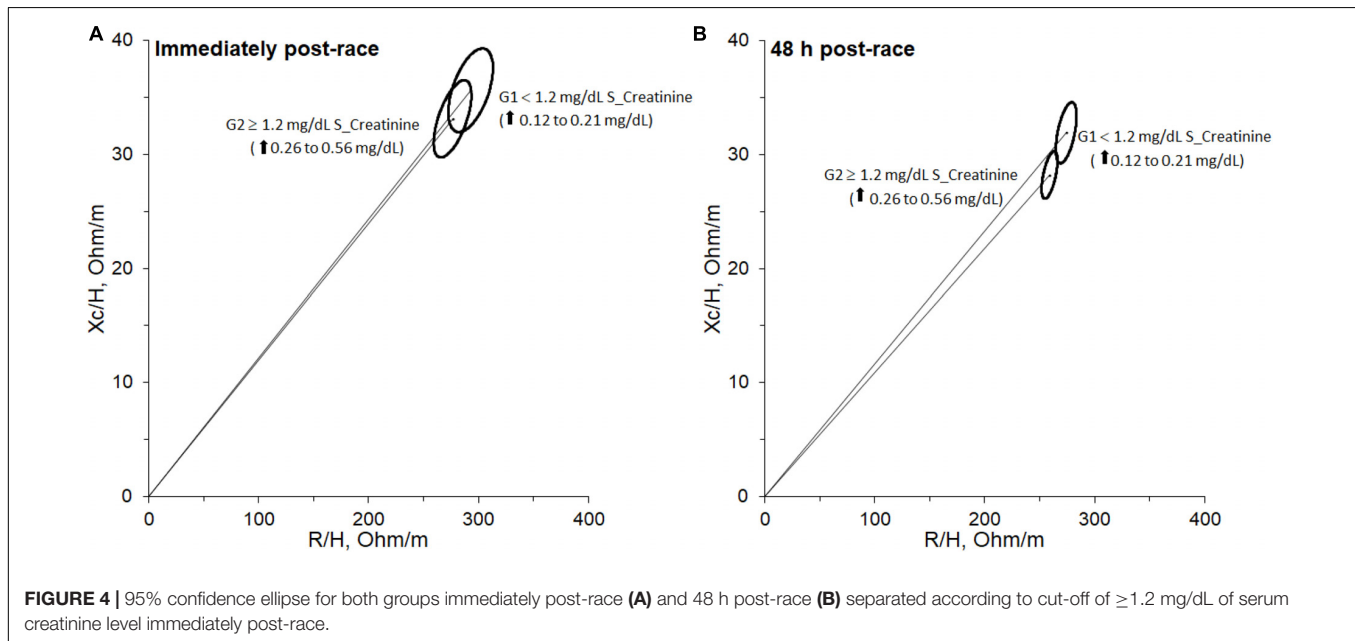 A
Immediately post-race
40
30
20
10
0
Xc/H, Ohm/m
G1 < 1.2 mg/dL S_Creatinine
(⬆ 0.12 to 0.21 mg/dL)
G2 ≥ 1.2 mg/dL S_Creatinine
( ⬆0.26 to 0.56 mg/dL)
0 100 200 300 400
R/H, Ohm/m
B
48 h post-race
40
30
20
10
0
Xc/H, Ohm/m
G1 < 1.2 mg/dL S_Creatinine
( ⬆0.12 to 0.21 mg/dL)
G2 ≥ 1.2 mg/dL S_Creatinine
(⬆ 0.26 to 0.56 mg/dL)
0 100 200 300 400
R/H, Ohm/m
FIGURE 4 | 95% confidence ellipse for both groups immediately post-race (A) and 48 h post-race (B) separated according to cut-off of ≥1.2 mg/dL of serum
creatinine level immediately post-race.